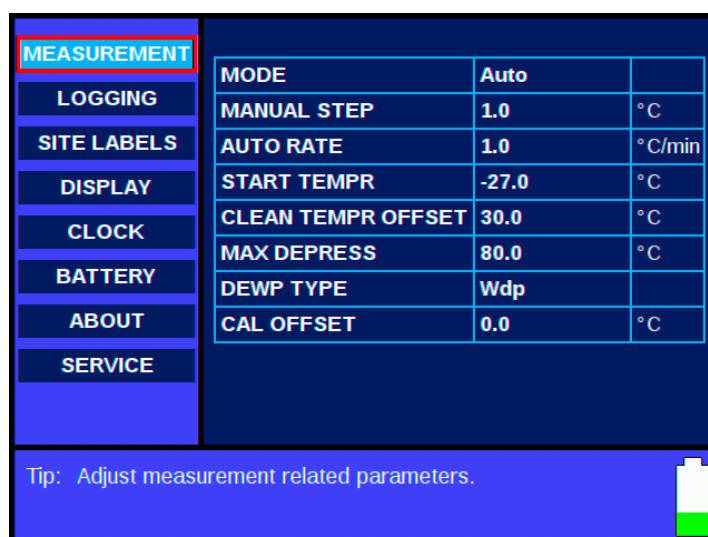 MEASUREMENT
LOGGING
SITE LABELS
DISPLAY
CLOCK
BATTERY
ABOUT
SERVICE
MODE Auto
MANUAL STEP 1.0 °C
AUTO RATE 1.0 °C/min
START TEMPR -27.0 °C
CLEAN TEMPR OFFSET 30.0 °C
MAX DEPRESS 80.0 °C
DEWP TYPE Wdp
CAL OFFSET 0.0 °C
Tip: Adjust measurement related parameters.